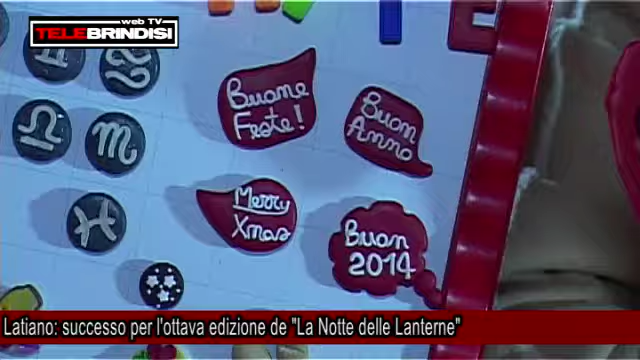 web TV
TELEBRINDISI
Buone
Feste!
Buon
Anno
Merry
Xmas
Buon
2014
Latiano: successo per l'ottava edizione de "La Notte delle Lanterne"